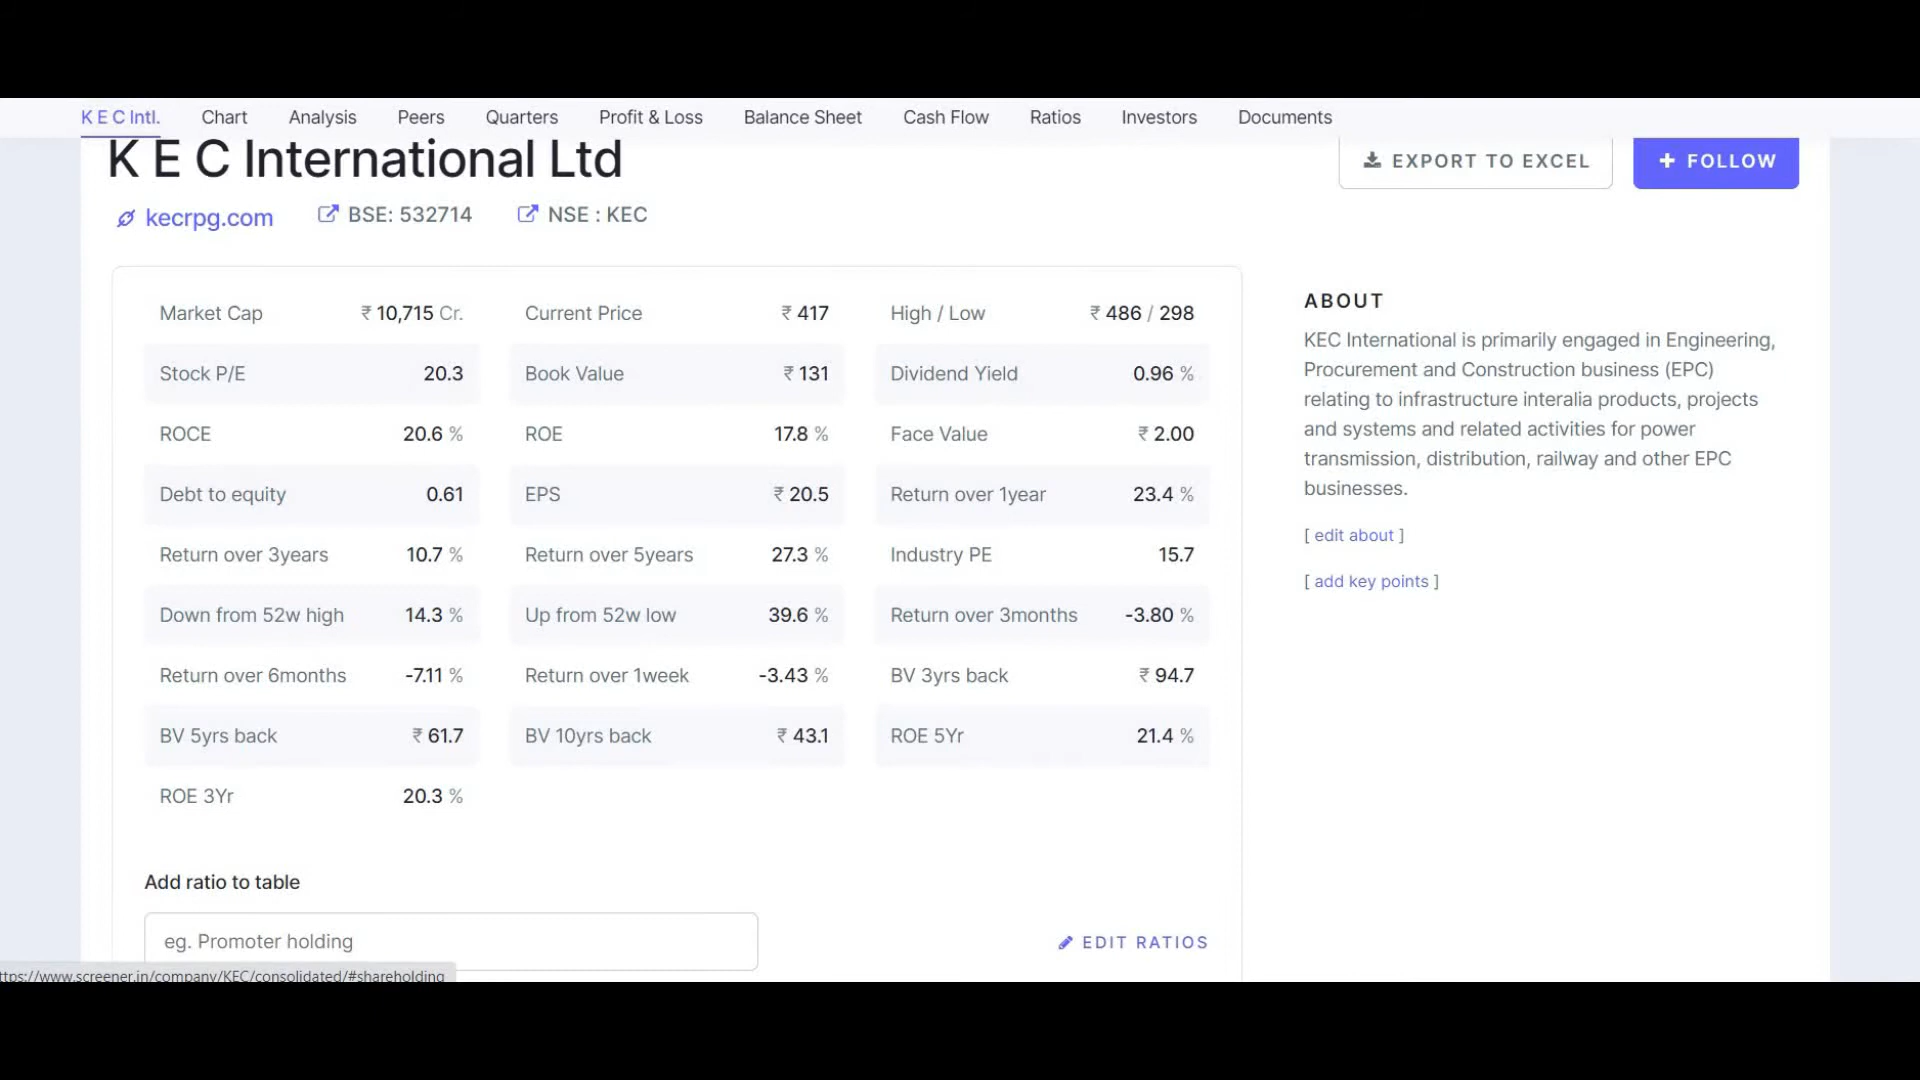 K E C Intl. Chart Analysis Peers Quarters Profit & Loss Balance Sheet Cash Flow Ratios Investors Documents
K E C International Ltd
EXPORT TO EXCEL
+ FOLLOW
kecrpg.com BSE: 532714 NSE : KEC
Market Cap ₹ 10,715 Cr. Current Price ₹ 417 High / Low ₹ 486 / 298
Stock P/E 20.3 Book Value ₹ 131 Dividend Yield 0.96 %
ROCE 20.6 % ROE 17.8 % Face Value ₹ 2.00
Debt to equity 0.61 EPS ₹ 20.5 Return over 1year 23.4 %
Return over 3years 10.7 % Return over 5years 27.3 % Industry PE 15.7
Down from 52w high 14.3 % Up from 52w low 39.6 % Return over 3months -3.80 %
Return over 6months -7.11 % Return over 1week -3.43 % BV 3yrs back ₹ 94.7
BV 5yrs back ₹ 61.7 BV 10yrs back ₹ 43.1 ROE 5Yr 21.4 %
ROE 3Yr 20.3 %
Add ratio to table
eg. Promoter holding
EDIT RATIOS
ABOUT
KEC International is primarily engaged in Engineering,
Procurement and Construction business (EPC)
relating to infrastructure interalia products, projects
and systems and related activities for power
transmission, distribution, railway and other EPC
businesses.
[ edit about ]
[ add key points ]
ttps://www.screener.in/company/KEC/consolidated/#shareholding